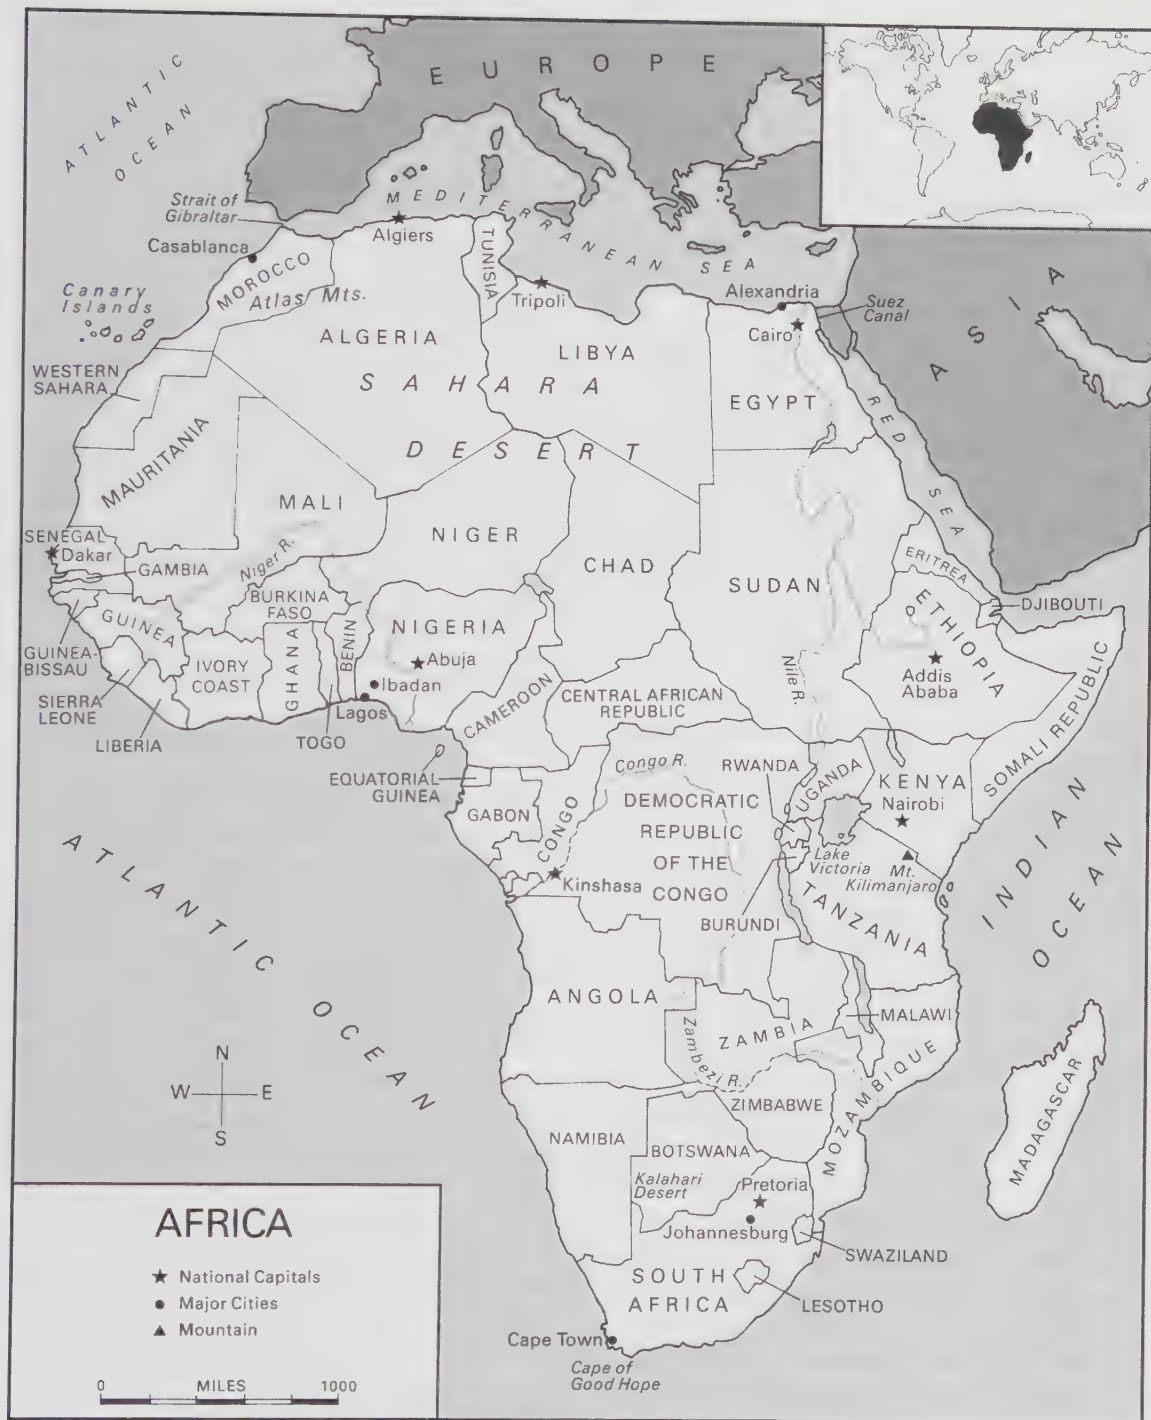 EUROPE
ATLANTIC
OCEAN
Strait of
Gibraltar
MEDITERRANEAN SEA
Algiers
Casablanca
TUNISIA
MOROCCO
Atlas Mts.
Tripoli
Alexandria
Suez
Canal
Cairo
ASIA
Canary
Islands
ALGERIA
LIBYA
WESTERN
SAHARA
SAHARA
EGYPT
RED SEA
DESERT
MAURITANIA
MALI
NIGER
CHAD
SUDAN
SENEGAL
Dakar
GAMBIA
Niger R.
ERITREA
BURKINA
FASO
DJIBOUTI
GUINEA
NIGERIA
ETHIOPIA
GUINEA-
BISSAU
IVORY
COAST
GHANA
BENIN
Abuja
Ibadan
Lagos
Nile R.
Addis
Ababa
SIERRA
LEONE
LIBERIA
TOGO
CAMEROON
CENTRAL AFRICAN
REPUBLIC
SOMALI REPUBLIC
EQUATORIAL
GUINEA
Congo R.
RWANDA
UGANDA
KENYA
Nairobi
GABON
CONGO
DEMOCRATIC
REPUBLIC
OF THE
CONGO
Kinshasa
Lake
Victoria
Mt.
Kilimanjaro
BURUNDI
TANZANIA
INDIAN
OCEAN
ATLANTIC OCEAN
ANGOLA
ZAMBIA
MALAWI
Zambezi R.
MOZAMBIQUE
ZIMBABWE
NAMIBIA
BOTSWANA
MADAGASCAR
Kalahari
Desert
Pretoria
Johannesburg
SWAZILAND
SOUTH
AFRICA
LESOTHO
Cape Town
Cape of
Good Hope
N
W E
S
AFRICA
★ National Capitals
● Major Cities
▲ Mountain
0 MILES 1000